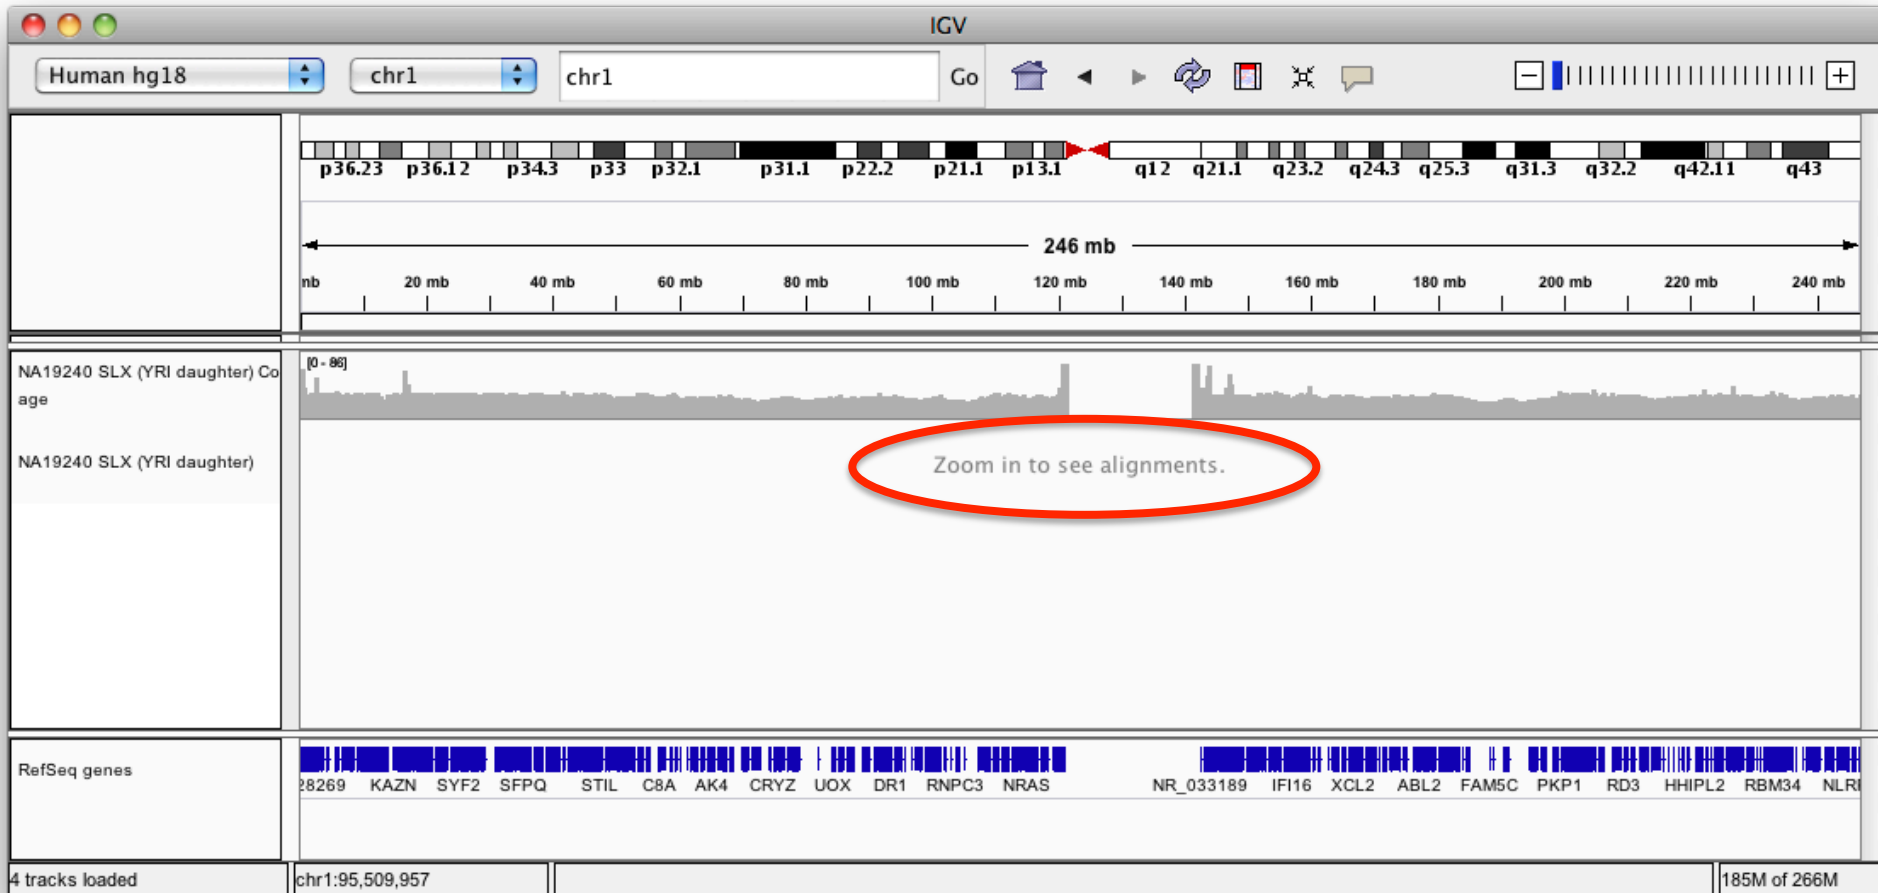 IGV
Human hg18 chr1 chr1 Go
p36.23 p36.12 p34.3 p33 p32.1 p31.1 p22.2 p21.1 p13.1 q12 q21.1 q23.2 q24.3 q25.3 q31.3 q32.2 q42.11 q43
246 mb
mb 20 mb 40 mb 60 mb 80 mb 100 mb 120 mb 140 mb 160 mb 180 mb 200 mb 220 mb 240 mb
[0 - 86]
NA19240 SLX (YRI daughter) Co
age
NA19240 SLX (YRI daughter)
Zoom in to see alignments.
RefSeq genes
28269 KAZN SYF2 SFPQ STIL C8A AK4 CRYZ UOX DR1 RNPC3 NRAS NR_033189 IFI16 XCL2 ABL2 FAM5C PKP1 RD3 HHIPL2 RBM34 NLR
4 tracks loaded chr1:95,509,957 185M of 266M